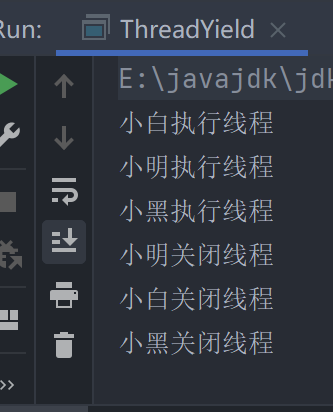 Run: ThreadYield
E:\javajdk\jdk
小白执行线程
小明执行线程
小黑执行线程
小明关闭线程
小白关闭线程
小黑关闭线程